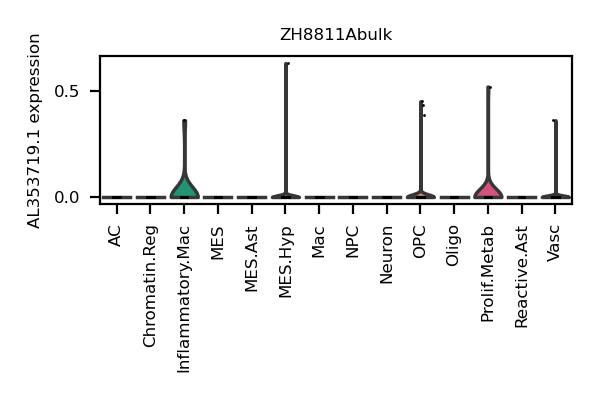 ZH8811Abulk
AL353719.1 expression
0.5
0.0
AC
Chromatin.Reg
Inflammatory.Mac
MES
MES.Ast
MES.Hyp
Mac
NPC
Neuron
OPC
Oligo
Prolif.Metab
Reactive.Ast
Vasc